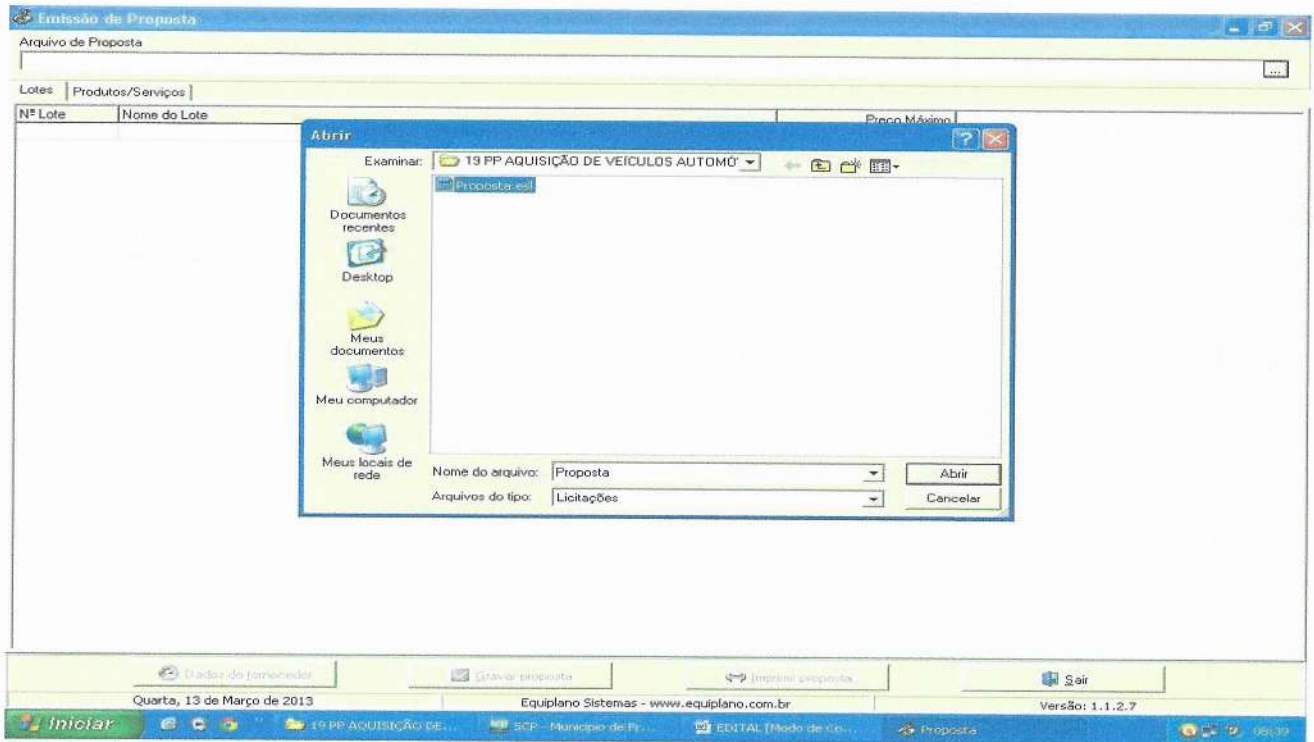 Emissão de Proposta
Arquivo de Proposta
...
Lotes Produtos/Serviços
Nº Lote Nome do Lote Preço Máximo
Abrir
Examinar: 19 PP AQUISIÇÃO DE VEÍCULOS AUTOMÓ
Proposta.esl
Documentos
recentes
Desktop
Meus
documentos
Meu computador
Meus locais de
rede
Nome do arquivo: Proposta Abrir
Arquivos do tipo: Licitações Cancelar
Dados do fornecedor Gravar proposta Imprimir proposta Sair
Quarta, 13 de Março de 2013 Equiplano Sistemas - www.equiplano.com.br Versão: 1.1.2.7
Iniciar 19 PP AQUISIÇÃO DE... SCP - Município de Pr... EDITAL [Modo de Co... Proposta 08:39